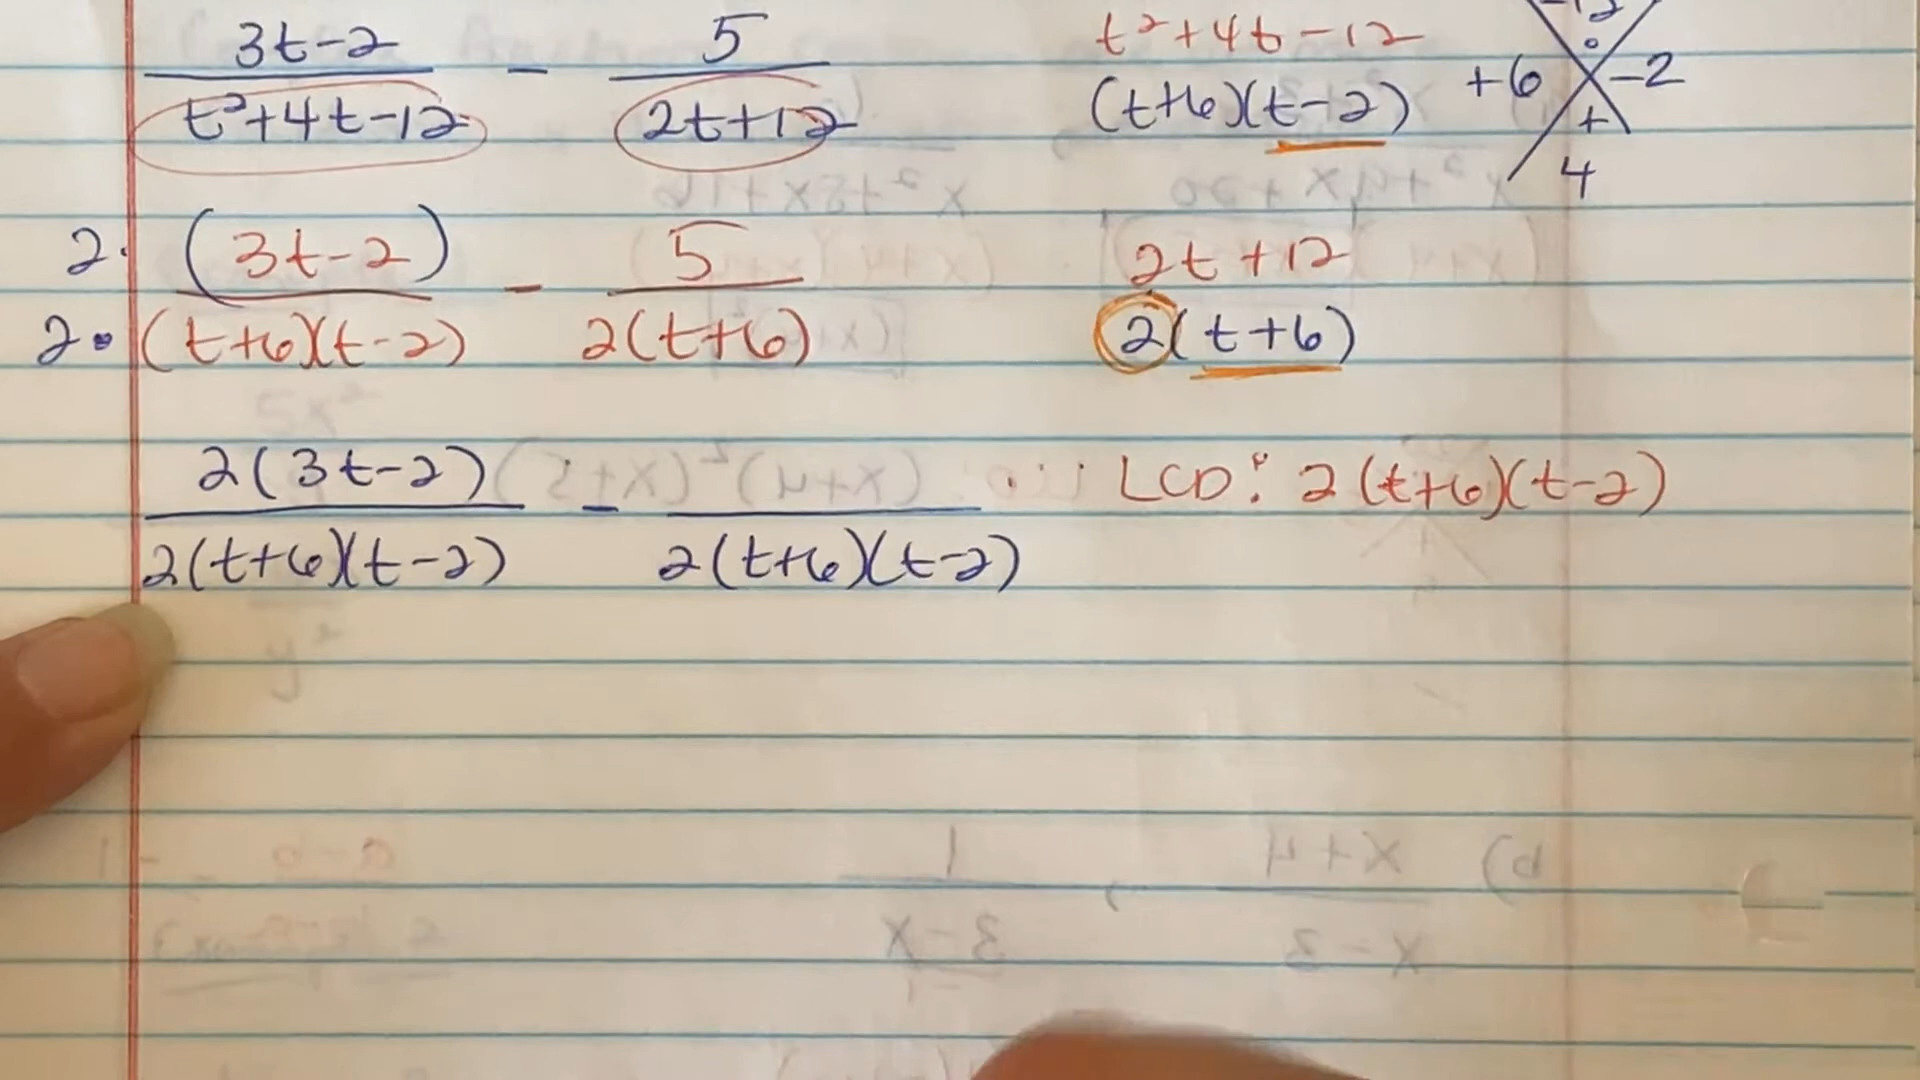 3t-2 / t²+4t-12 - 5 / 2t+12
t²+4t-12
(t+6)(t-2)
-12
+6 -2
+
4
2· (3t-2) / 2· (t+6)(t-2) - 5 / 2(t+6)
2t+12
2(t+6)
2(3t-2) / 2(t+6)(t-2) - / 2(t+6)(t-2)
LCD: 2(t+6)(t-2)